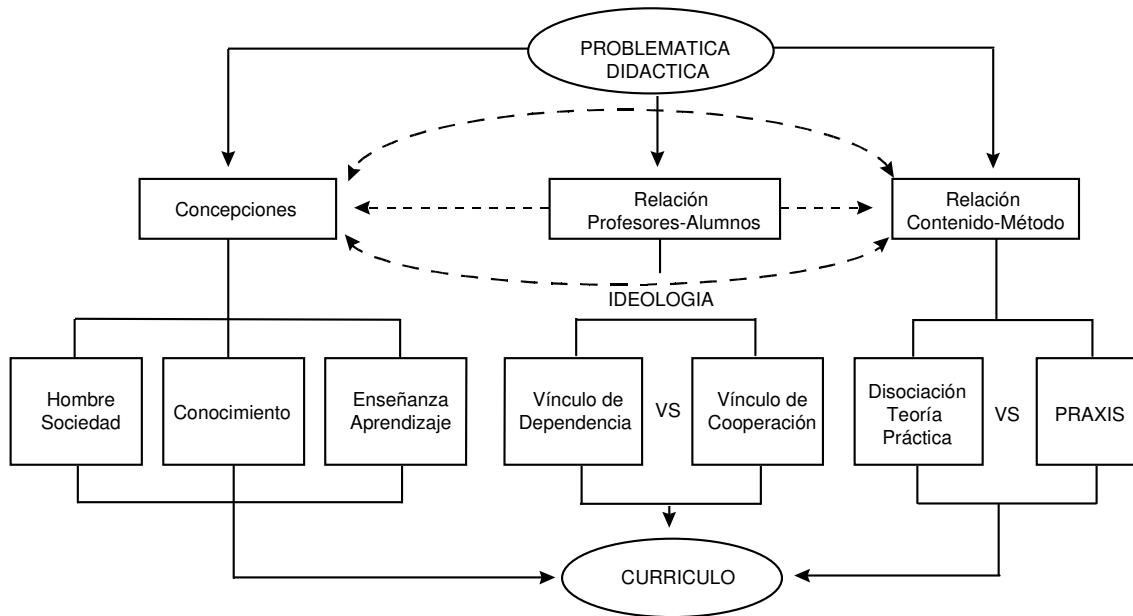 PROBLEMATICA
DIDACTICA
Concepciones
Relación
Profesores-Alumnos
Relación
Contenido-Método
IDEOLOGIA
Hombre
Sociedad
Conocimiento
Enseñanza
Aprendizaje
Vínculo de
Dependencia
VS
Vínculo de
Cooperación
Disociación
Teoría
Práctica
VS
PRAXIS
CURRICULO